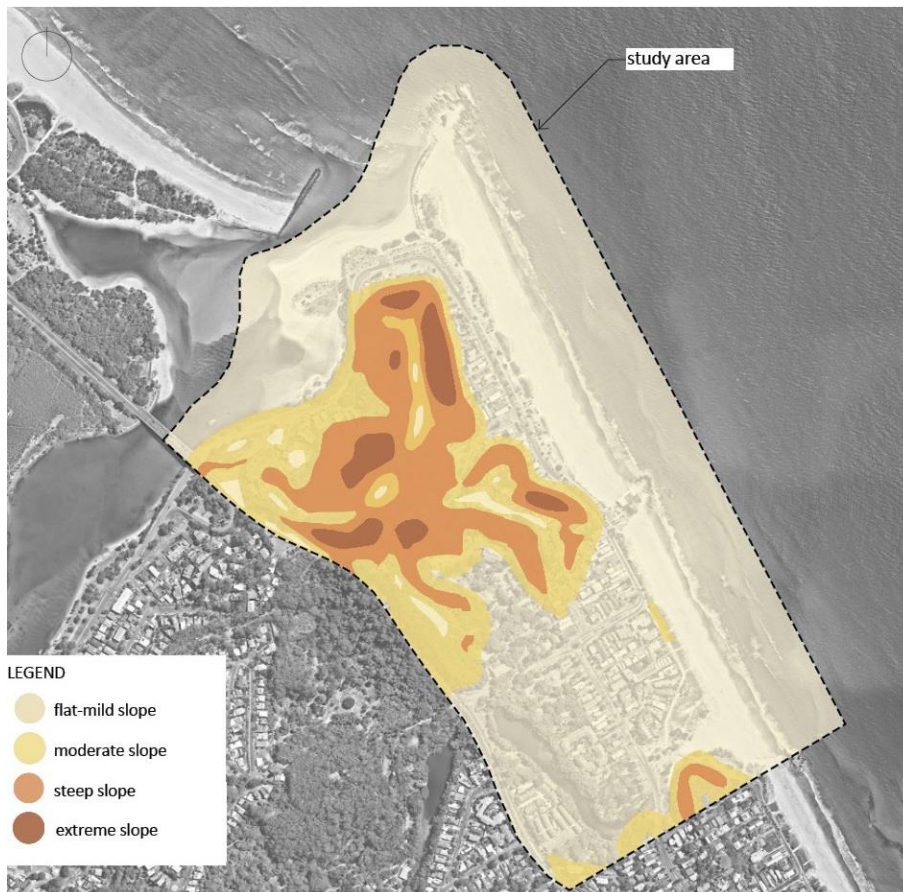 study area
LEGEND
flat-mild slope
moderate slope
steep slope
extreme slope